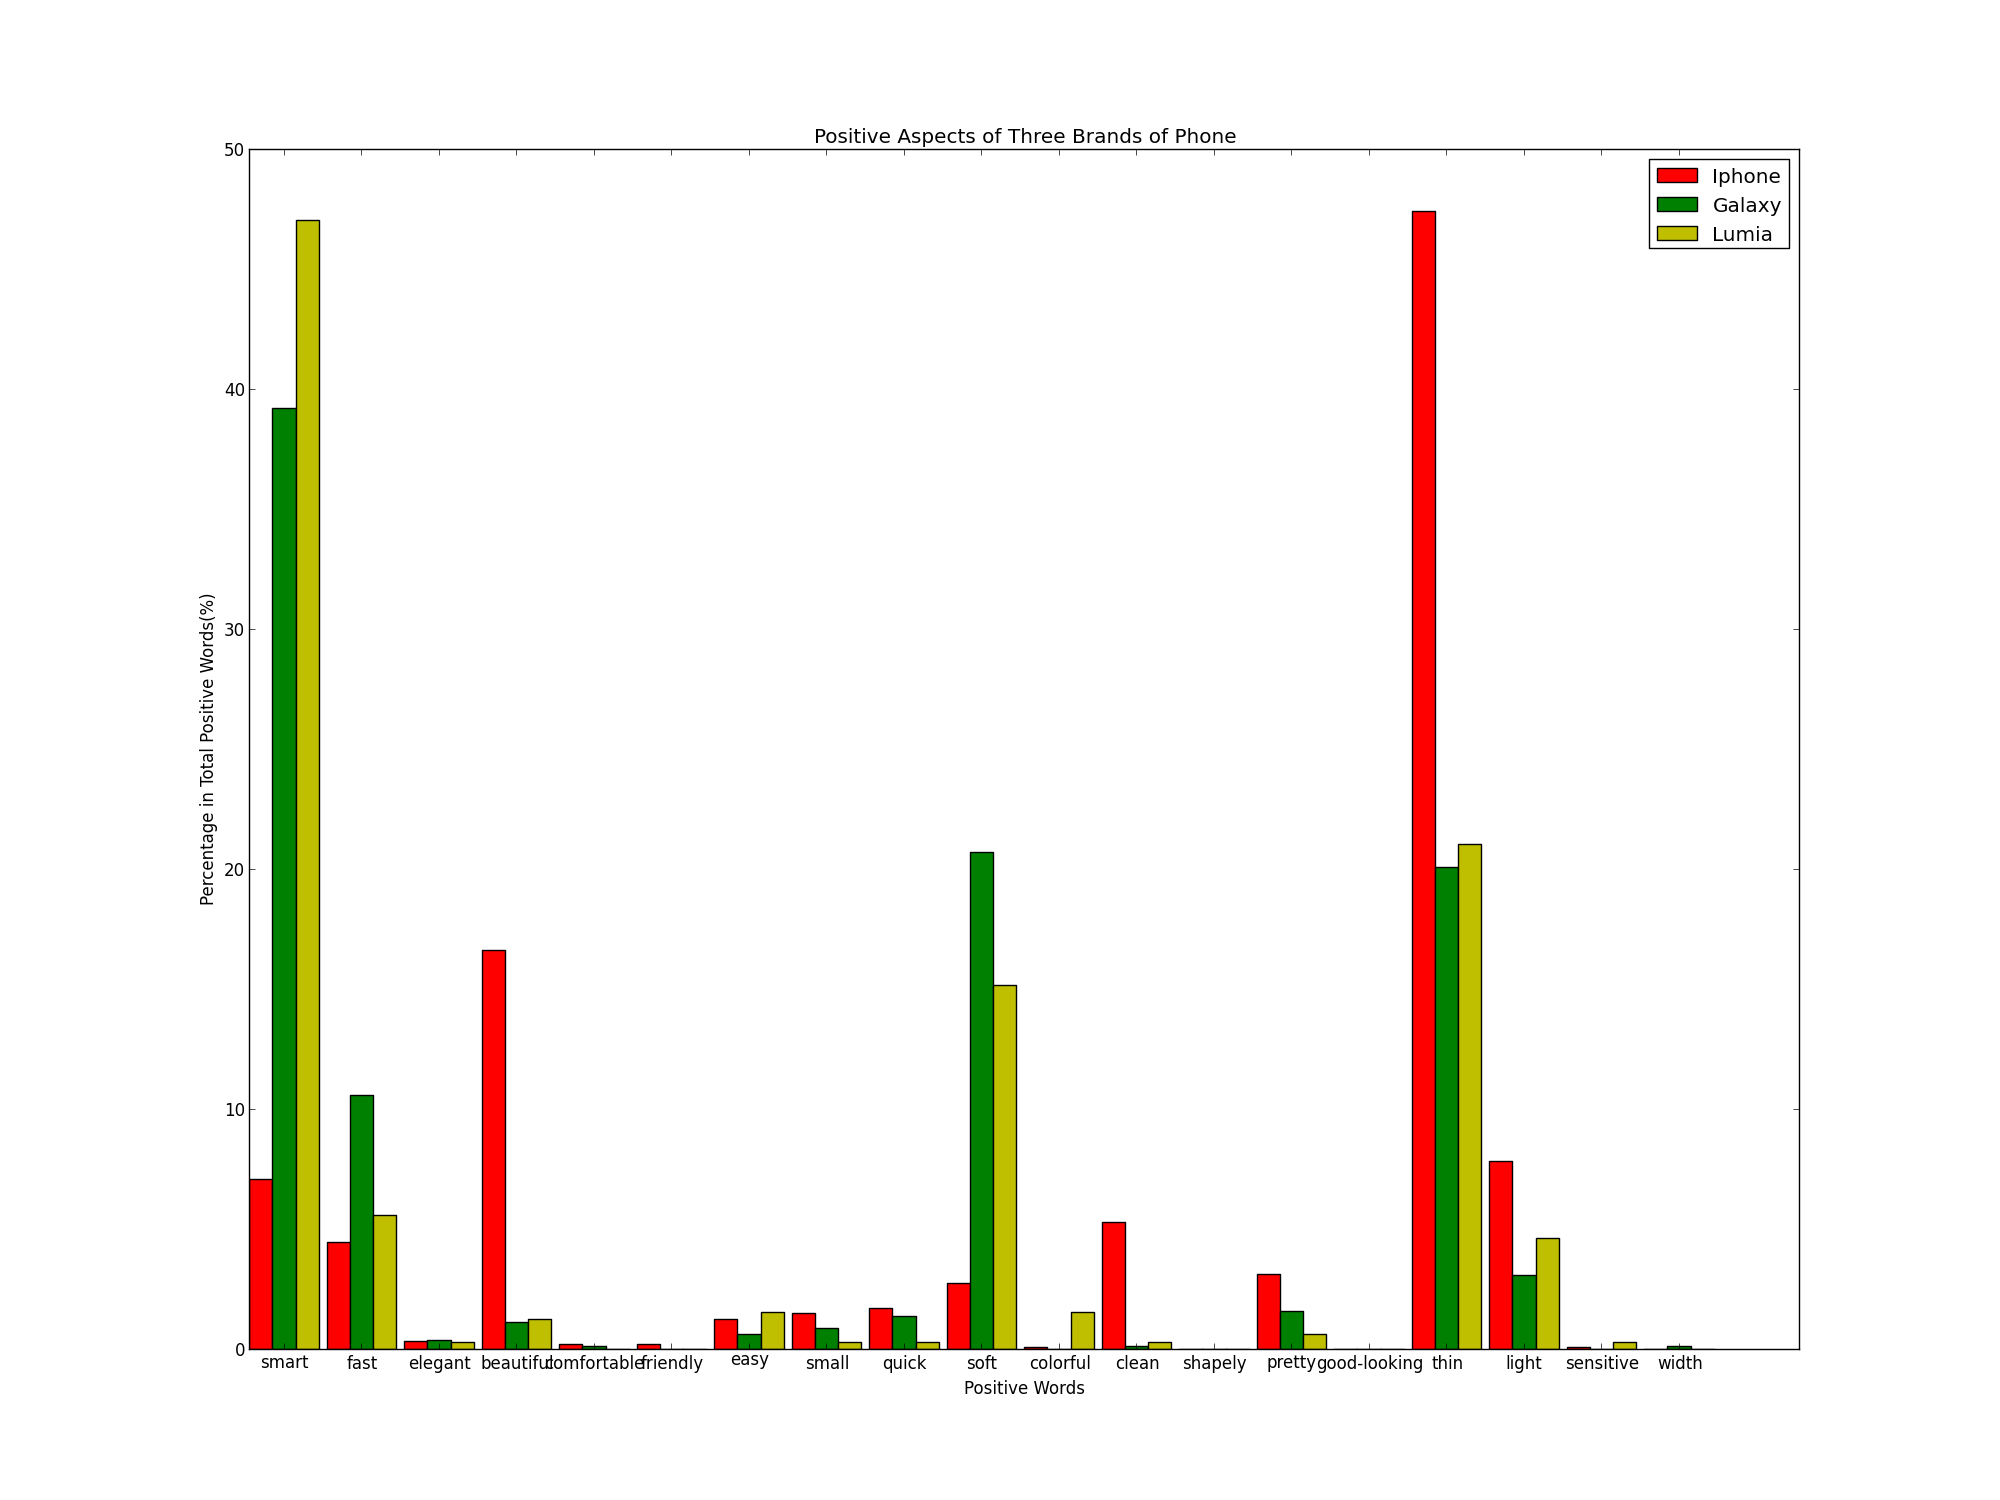 Positive Aspects of Three Brands of Phone
50
40
30
20
10
0
Percentage in Total Positive Words(%)
Iphone
Galaxy
Lumia
smart fast elegant beautiful comfortable friendly easy small quick soft colorful clean shapely pretty good-looking thin light sensitive width
Positive Words